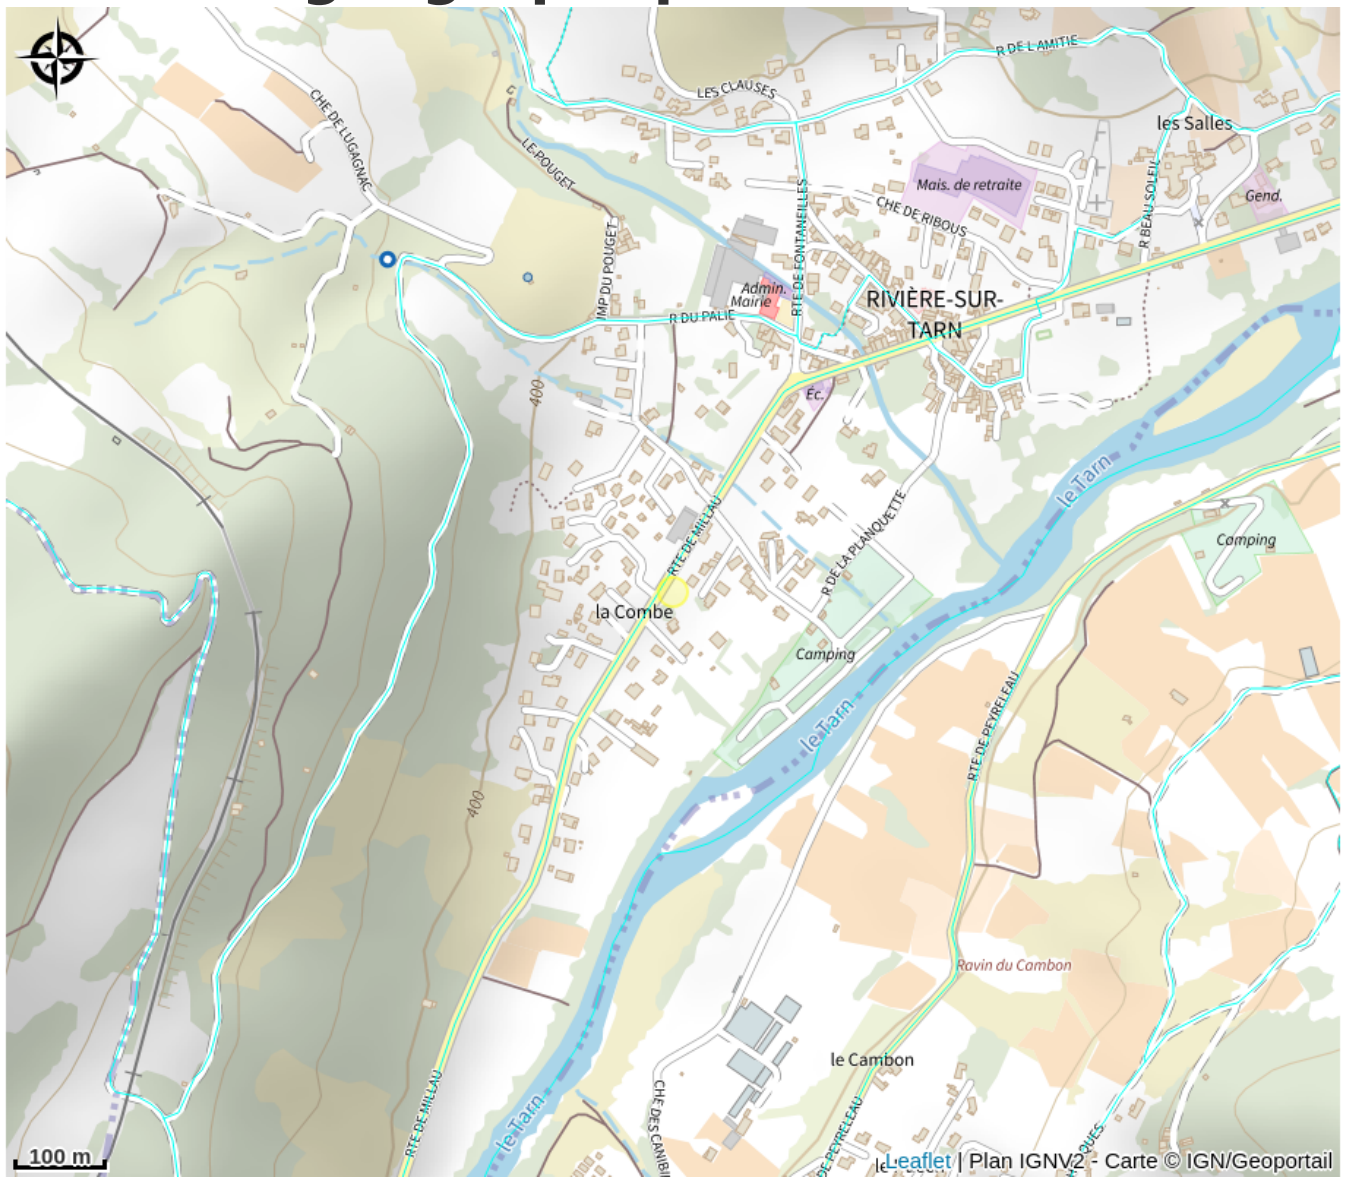 R DE L'AMITIE
LES CLAUSES
CHE DE LUGAGNAC
les Salles
LE POUGET
Mais. de retraite
Gend.
R BEAU SOLEIL
CHE DE RIBOUS
RTE DE FONTANEILLES
IMP DU POUGET
Admin.
Mairie
RIVIÈRE-SUR-
TARN
R DU PALIE
400
Éc.
le Tarn
RTE DE MILLAU
R DE LA PLANQUETTE
Camping
la Combe
Camping
le Tarn
RTE DE PEYRELEAU
400
Ravin du Cambon
le Cambon
RTE DE MILLAU
le Tarn
CHE DES CANIBI
DE PEYRELEAU
100 m
Leaflet | Plan IGNV2 - Carte © IGN/Geoportail